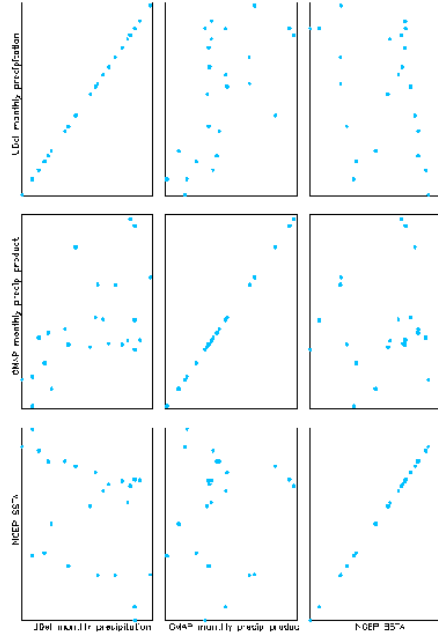 UDel monthly precipitation
CMAP monthly precip product
NCEP SSTA
UDel monthly precipitation
CMAP monthly precip produc
NCEP SSTA